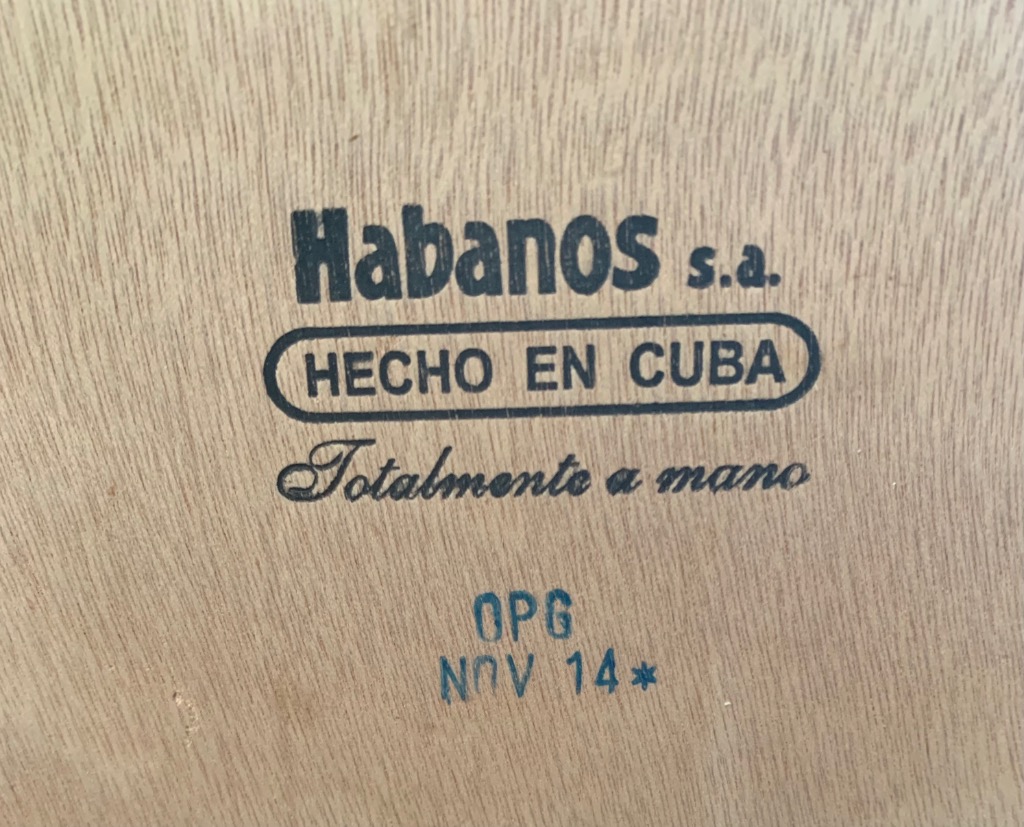 Habanos s.a.
HECHO EN CUBA
Totalmente a mano
OPG
NOV 14*